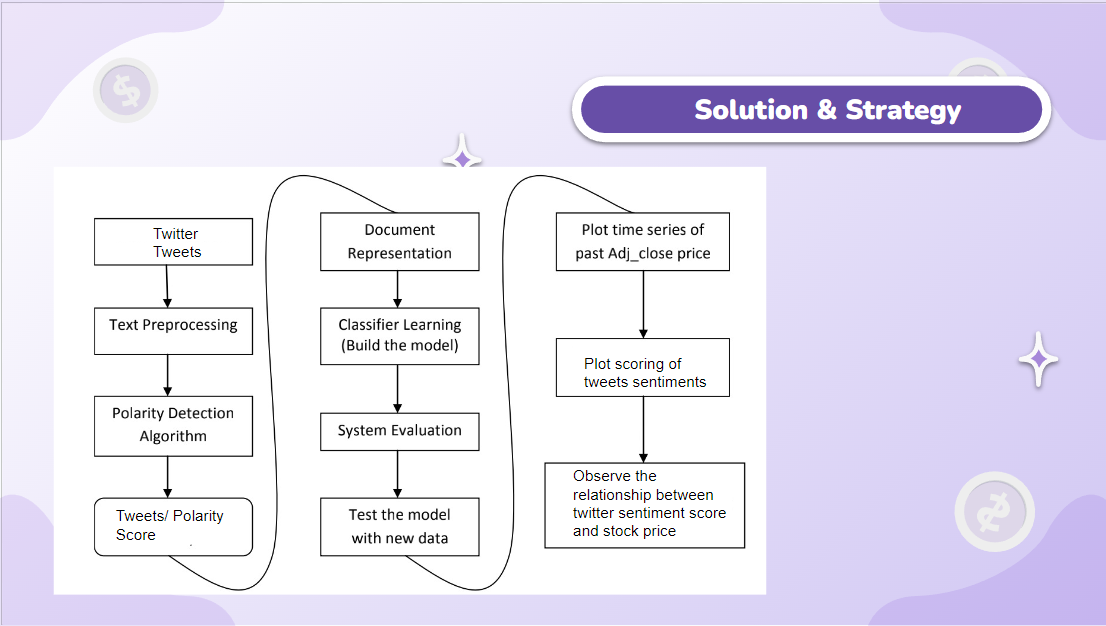 Solution & Strategy
Twitter
Tweets
Text Preprocessing
Polarity Detection
Algorithm
Tweets/ Polarity
Score
Document
Representation
Classifier Learning
(Build the model)
System Evaluation
Test the model
with new data
Plot time series of
past Adj_close price
Plot scoring of
tweets sentiments
Observe the
relationship between
twitter sentiment score
and stock price